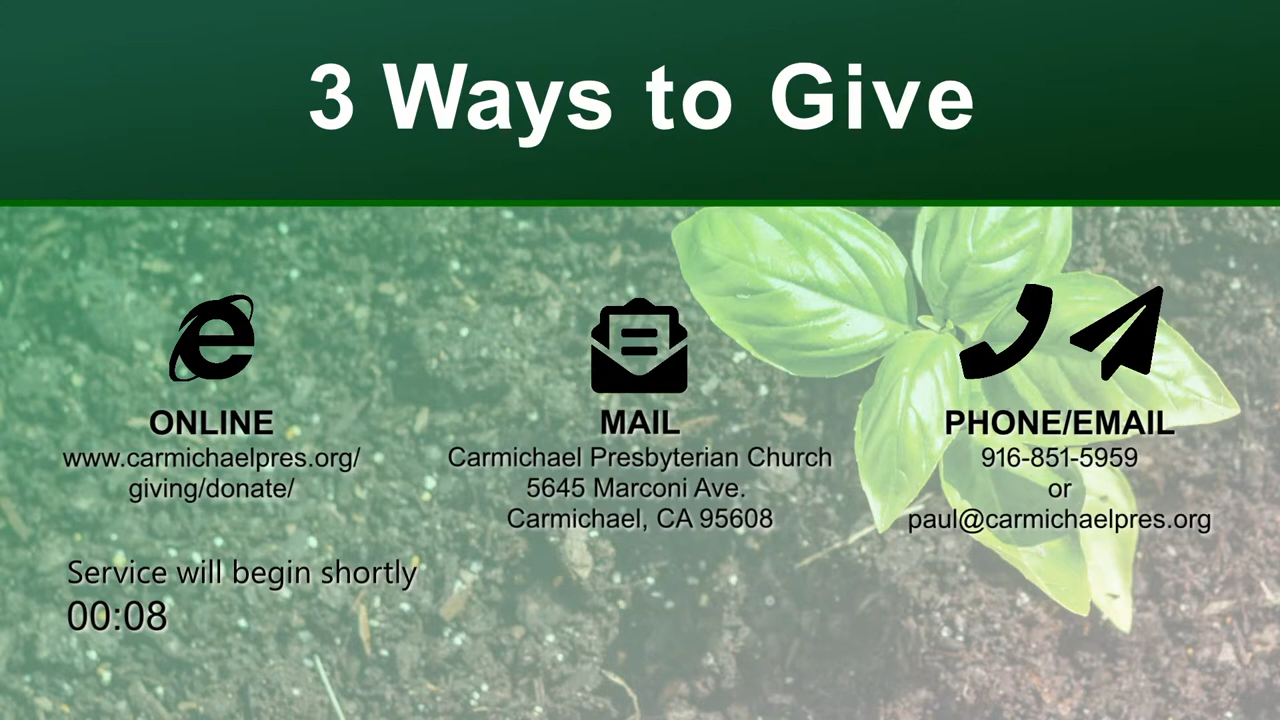 3 Ways to Give
ONLINE
www.carmichaelpres.org/
giving/donate/
MAIL
Carmichael Presbyterian Church
5645 Marconi Ave.
Carmichael, CA 95608
PHONE/EMAIL
916-851-5959
or
paul@carmichaelpres.org
Service will begin shortly
00:08